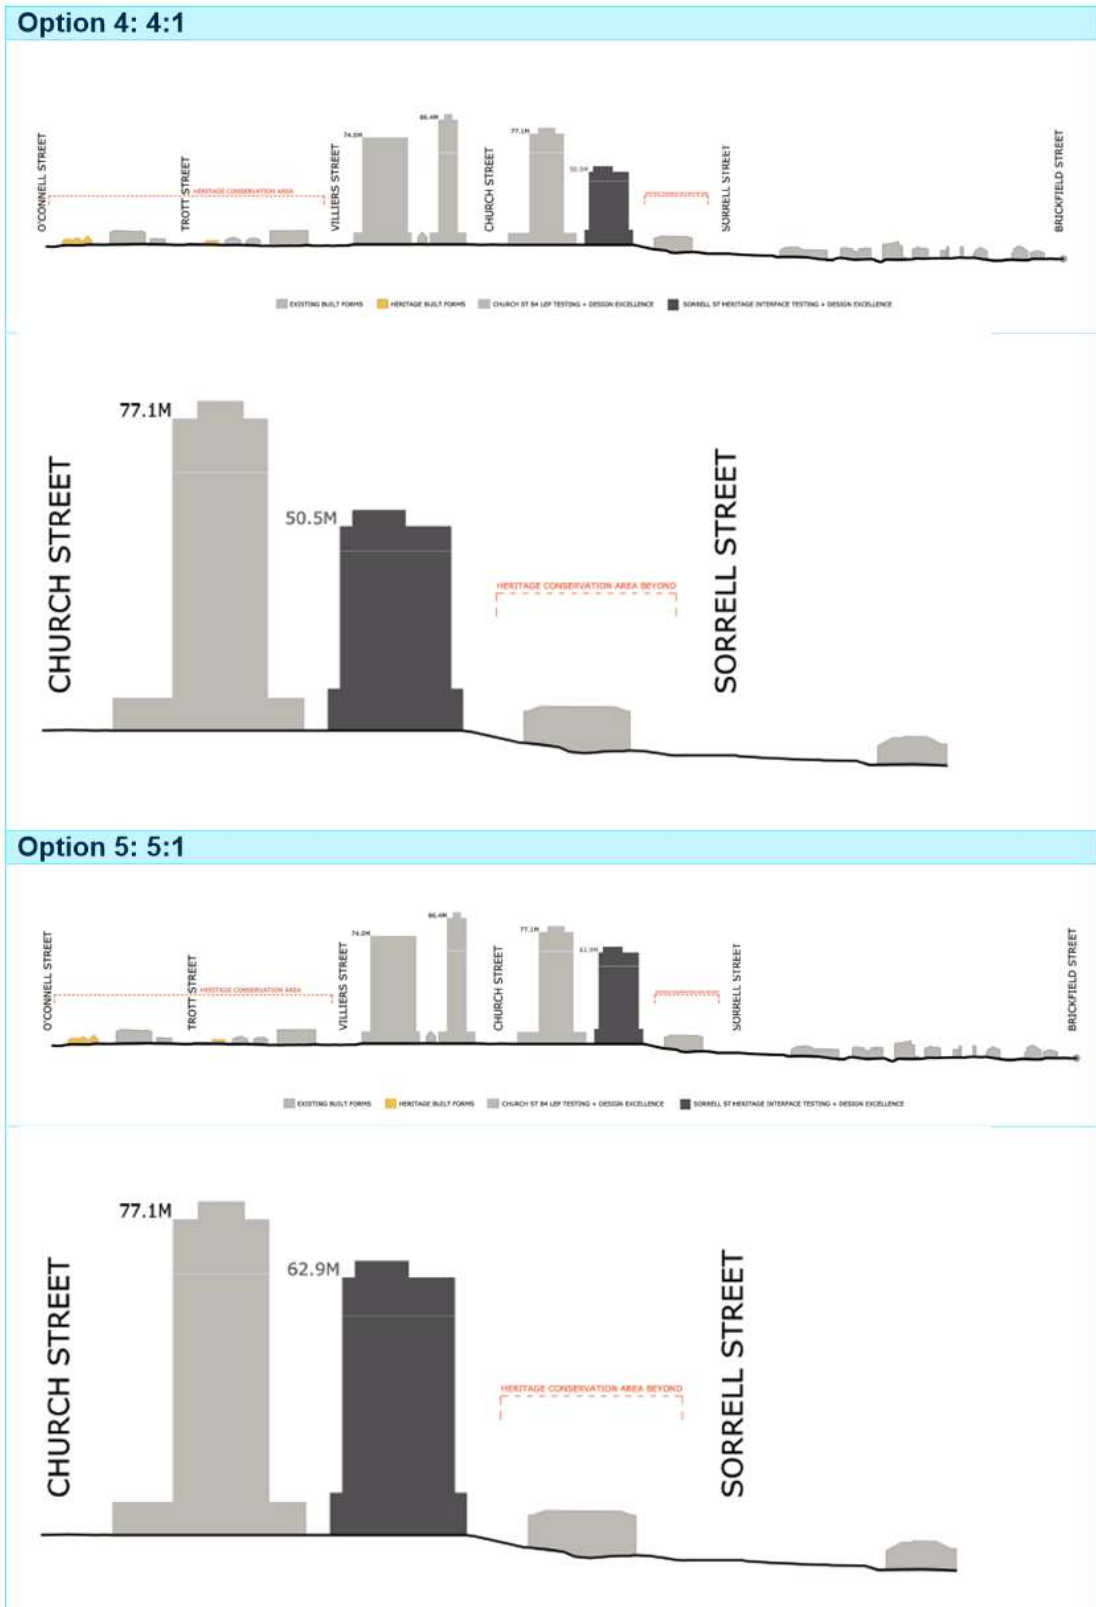 Option 4: 4:1
O'CONNELL STREET
HERITAGE CONSERVATION AREA
TROTT STREET
VILLIERS STREET
74.0M
86.4M
CHURCH STREET
77.1M
50.5M
SORRELL STREET
BRICKFIELD STREET
EXISTING BUILT FORMS
HERITAGE BUILT FORMS
CHURCH ST B4 LEP TESTING + DESIGN EXCELLENCE
SORRELL ST HERITAGE INTERFACE TESTING + DESIGN EXCELLENCE
CHURCH STREET
77.1M
50.5M
HERITAGE CONSERVATION AREA BEYOND
SORRELL STREET
Option 5: 5:1
O'CONNELL STREET
HERITAGE CONSERVATION AREA
TROTT STREET
VILLIERS STREET
74.0M
86.4M
CHURCH STREET
77.1M
62.9M
SORRELL STREET
BRICKFIELD STREET
EXISTING BUILT FORMS
HERITAGE BUILT FORMS
CHURCH ST B4 LEP TESTING + DESIGN EXCELLENCE
SORRELL ST HERITAGE INTERFACE TESTING + DESIGN EXCELLENCE
CHURCH STREET
77.1M
62.9M
HERITAGE CONSERVATION AREA BEYOND
SORRELL STREET